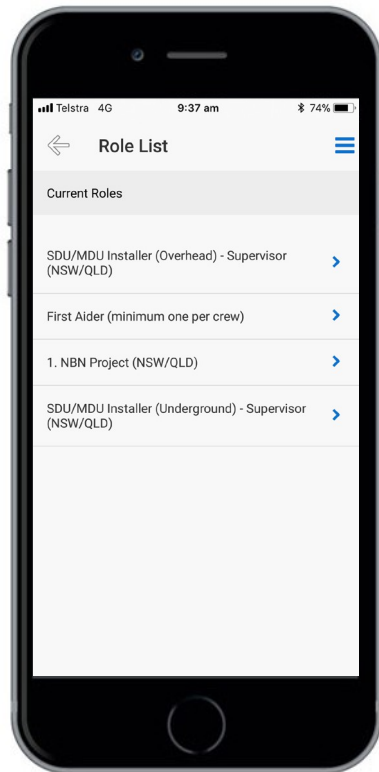 Telstra 4G 9:37 am 74%
Role List
Current Roles
SDU/MDU Installer (Overhead) - Supervisor
(NSW/QLD)
First Aider (minimum one per crew)
1. NBN Project (NSW/QLD)
SDU/MDU Installer (Underground) - Supervisor
(NSW/QLD)